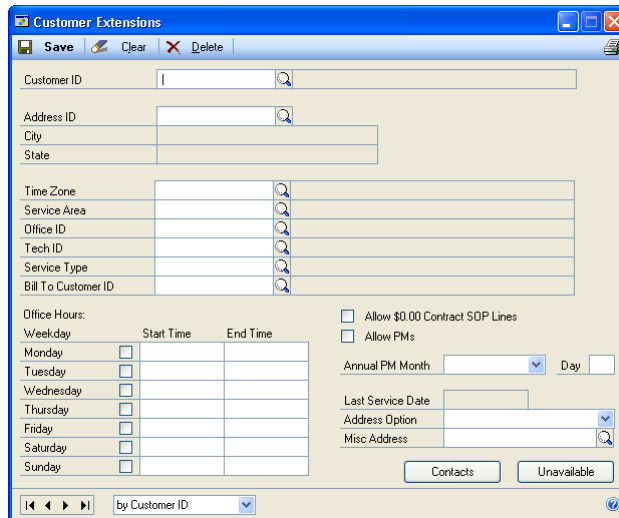 Customer Extensions
Save Clear Delete
Customer ID
Address ID
City
State
Time Zone
Service Area
Office ID
Tech ID
Service Type
Bill To Customer ID
Office Hours:
Weekday Start Time End Time
Monday
Tuesday
Wednesday
Thursday
Friday
Saturday
Sunday
Allow $0.00 Contract SOP Lines
Allow PMs
Annual PM Month Day
Last Service Date
Address Option
Misc Address
Contacts Unavailable
by Customer ID